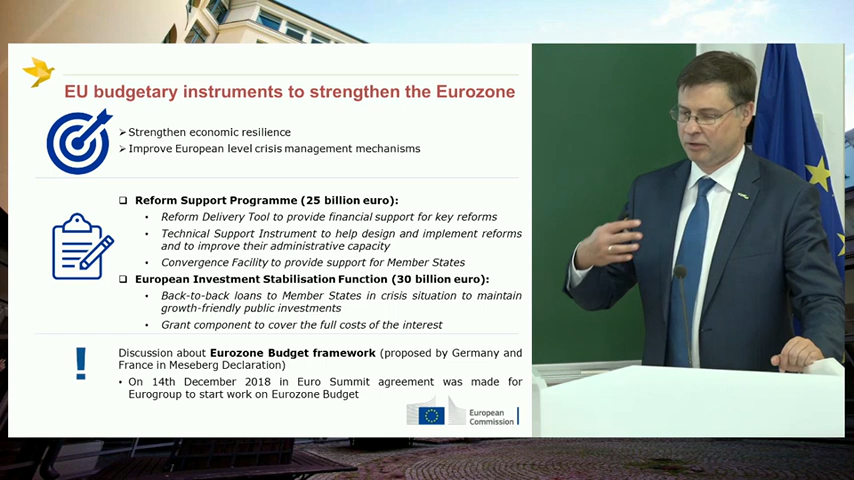 EU budgetary instruments to strengthen the Eurozone
➢ Strengthen economic resilience
➢ Improve European level crisis management mechanisms
❑ Reform Support Programme (25 billion euro):
• Reform Delivery Tool to provide financial support for key reforms
• Technical Support Instrument to help design and implement reforms
and to improve their administrative capacity
• Convergence Facility to provide support for Member States
❑ European Investment Stabilisation Function (30 billion euro):
• Back-to-back loans to Member States in crisis situation to maintain
growth-friendly public investments
• Grant component to cover the full costs of the interest
!
Discussion about Eurozone Budget framework (proposed by Germany and
France in Meseberg Declaration)
• On 14th December 2018 in Euro Summit agreement was made for
Eurogroup to start work on Eurozone Budget
European
Commission